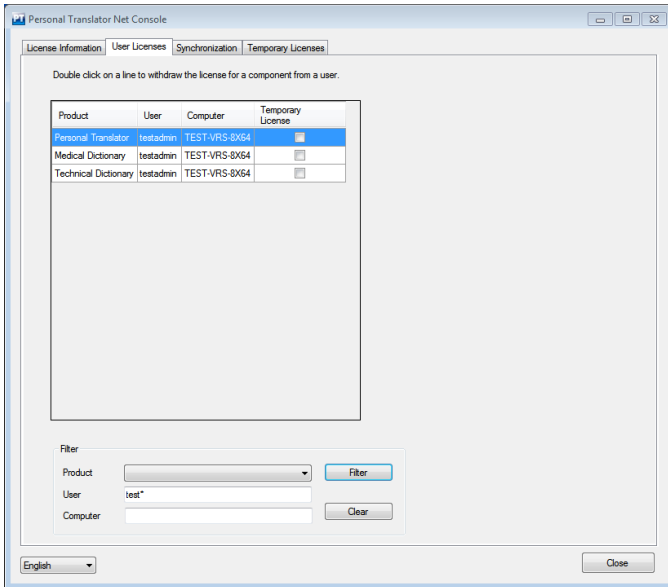 PT Personal Translator Net Console
License Information User Licenses Synchronization Temporary Licenses
Double click on a line to withdraw the license for a component from a user.
Product User Computer Temporary
License
Personal Translator testadmin TEST-VRS-8X64
Medical Dictionary testadmin TEST-VRS-8X64
Technical Dictionary testadmin TEST-VRS-8X64
Filter
Product Filter
User test*
Computer Clear
English Close